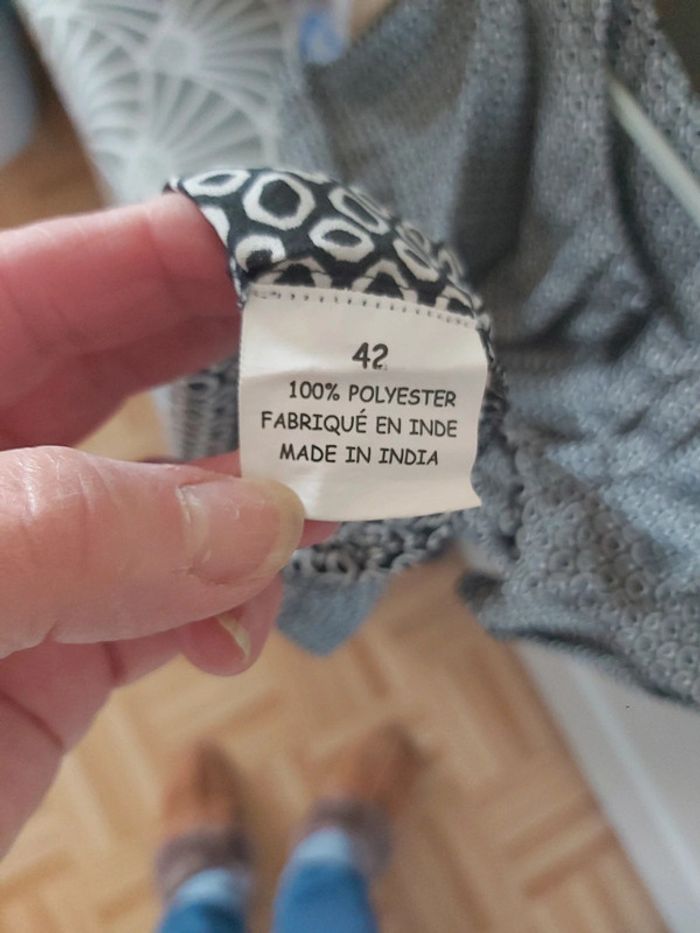 42
100% POLYESTER
FABRIQUÉ EN INDE
MADE IN INDIA